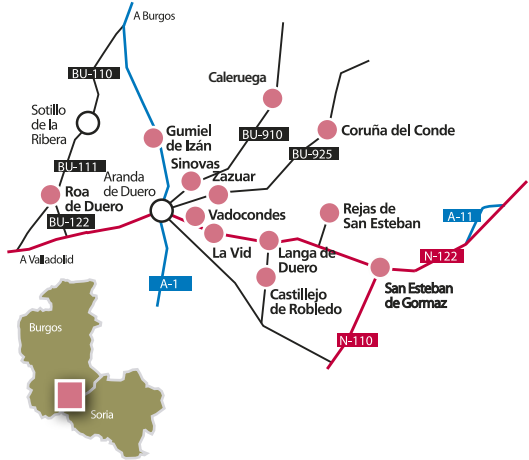 A Burgos
BU-110
Caleruega
Sotillo
de la
Ribera
Gumiel
de Izán
BU-910
Coruña del Conde
BU-925
Sinovas
Zazuar
BU-111
Aranda
de Duero
Roa
de Duero
BU-122
Vadocondes
Rejas de
San Esteban
A-11
La Vid
Langa de
Duero
N-122
A Valladolid
A-1
Castillejo
de Robledo
San Esteban
de Gormaz
N-110
Burgos
Soria